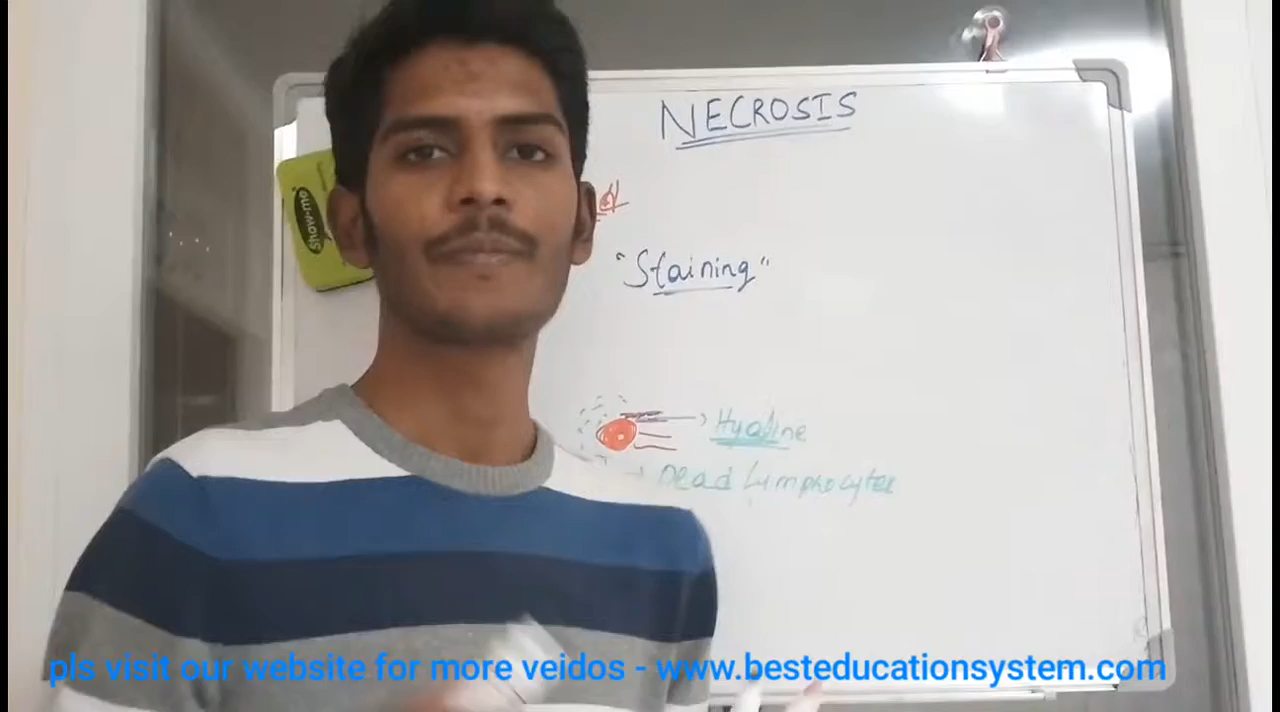 NECROSIS
Show-me
"Staining"
Hyaline
Dead Lymphocytes
pls visit our website for more veidos - www.besteducationsystem.com